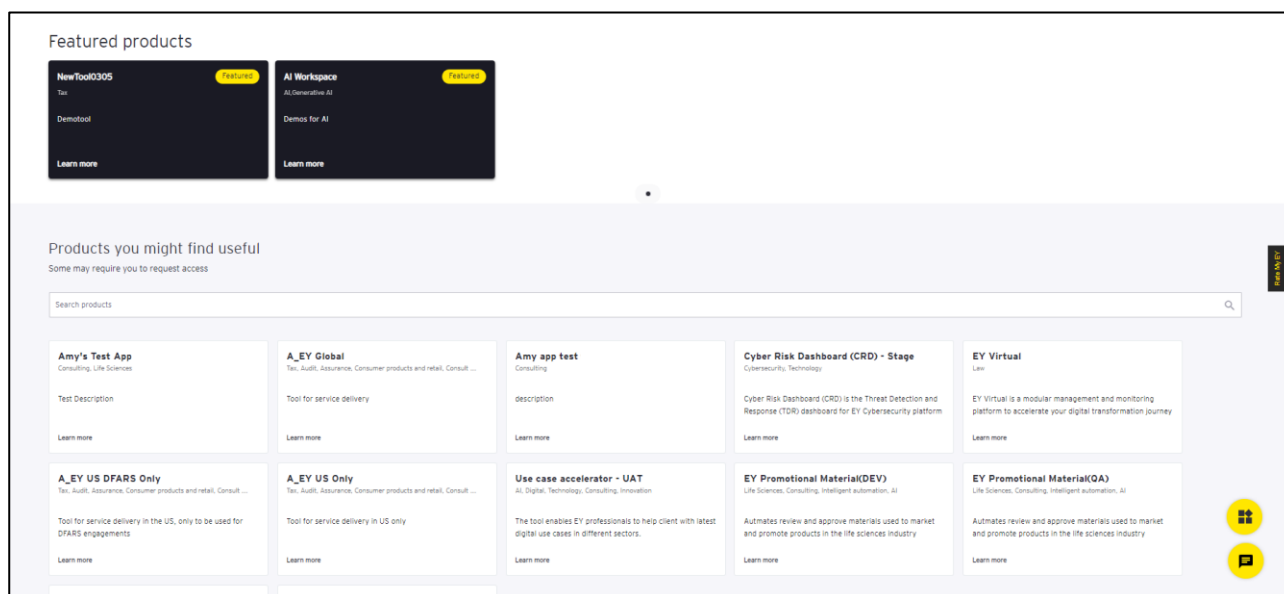 Featured products
NewTool0305
Featured
Tax
Demotool
Learn more
AI Workspace
Featured
AI,Generative AI
Demos for AI
Learn more
Products you might find useful
Some may require you to request access
Search products
Rate My EY
Amy's Test App
Consulting, Life Sciences
Test Description
Learn more
A_EY Global
Tax, Audit, Assurance, Consumer products and retail, Consult ...
Tool for service delivery
Learn more
Amy app test
Consulting
description
Learn more
Cyber Risk Dashboard (CRD) - Stage
Cybersecurity, Technology
Cyber Risk Dashboard (CRD) is the Threat Detection and
Response (TDR) dashboard for EY Cybersecurity platform
Learn more
EY Virtual
Law
EY Virtual is a modular management and monitoring
platform to accelerate your digital transformation journey
Learn more
A_EY US DFARS Only
Tax, Audit, Assurance, Consumer products and retail, Consult ...
Tool for service delivery in the US, only to be used for
DFARS engagements
Learn more
A_EY US Only
Tax, Audit, Assurance, Consumer products and retail, Consult ...
Tool for service delivery in US only
Learn more
Use case accelerator - UAT
AI, Digital, Technology, Consulting, Innovation
The tool enables EY professionals to help client with latest
digital use cases in different sectors.
Learn more
EY Promotional Material(DEV)
Life Sciences, Consulting, Intelligent automation, AI
Autmates review and approve materials used to market
and promote products in the life sciences industry
Learn more
EY Promotional Material(QA)
Life Sciences, Consulting, Intelligent automation, AI
Autmates review and approve materials used to market
and promote products in the life sciences industry
Learn more